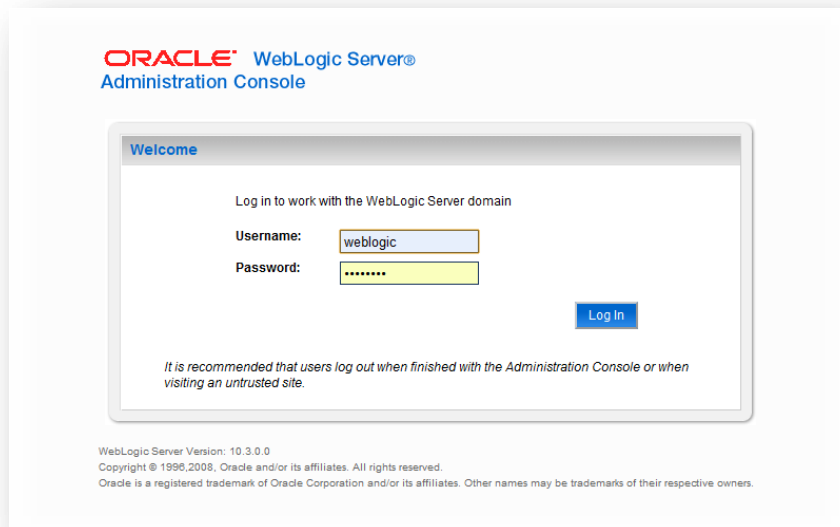 ORACLE® WebLogic Server®
Administration Console
Welcome
Log in to work with the WebLogic Server domain
Username:
weblogic
Password:
••••••••
Log In
It is recommended that users log out when finished with the Administration Console or when
visiting an untrusted site.
WebLogic Server Version: 10.3.0.0
Copyright © 1996,2008, Oracle and/or its affiliates. All rights reserved.
Oracle is a registered trademark of Oracle Corporation and/or its affiliates. Other names may be trademarks of their respective owners.